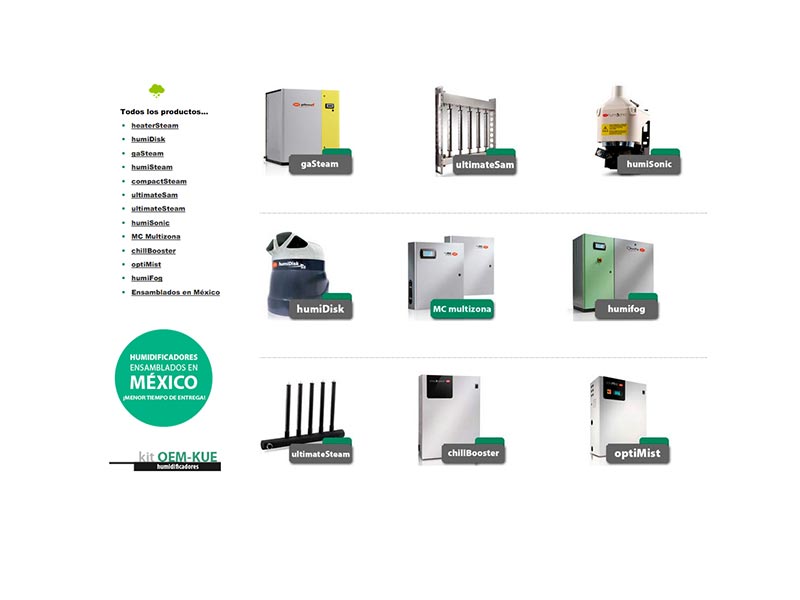 Todos los productos...
heaterSteam
humiDisk
gaSteam
humiSteam
compactSteam
ultimateSam
ultimateSteam
humiSonic
MC Multizona
chillBooster
optiMist
humiFog
Ensamblados en México
HUMIDIFICADORES
ENSAMBLADOS EN
MÉXICO
¡MENOR TIEMPO DE ENTREGA!
kit OEM-KUE
humidificadores
gaSteam
ultimateSam
humiSonic
humiDisk
humiDisk
MC multizona
humifog
ultimateSteam
chillBooster
optiMist